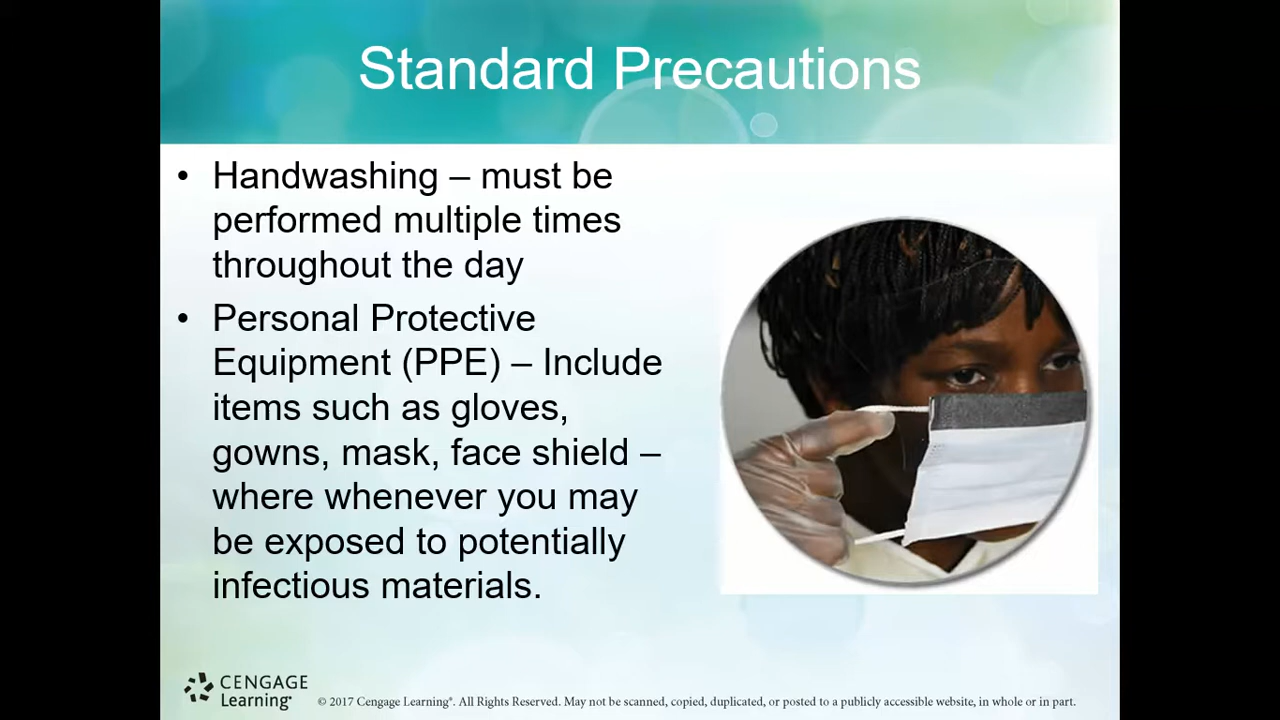 Standard Precautions
• Handwashing – must be
performed multiple times
throughout the day
• Personal Protective
Equipment (PPE) – Include
items such as gloves,
gowns, mask, face shield –
where whenever you may
be exposed to potentially
infectious materials.
CENGAGE
Learning®
© 2017 Cengage Learning®. All Rights Reserved. May not be scanned, copied, duplicated, or posted to a publicly accessible website, in whole or in part.